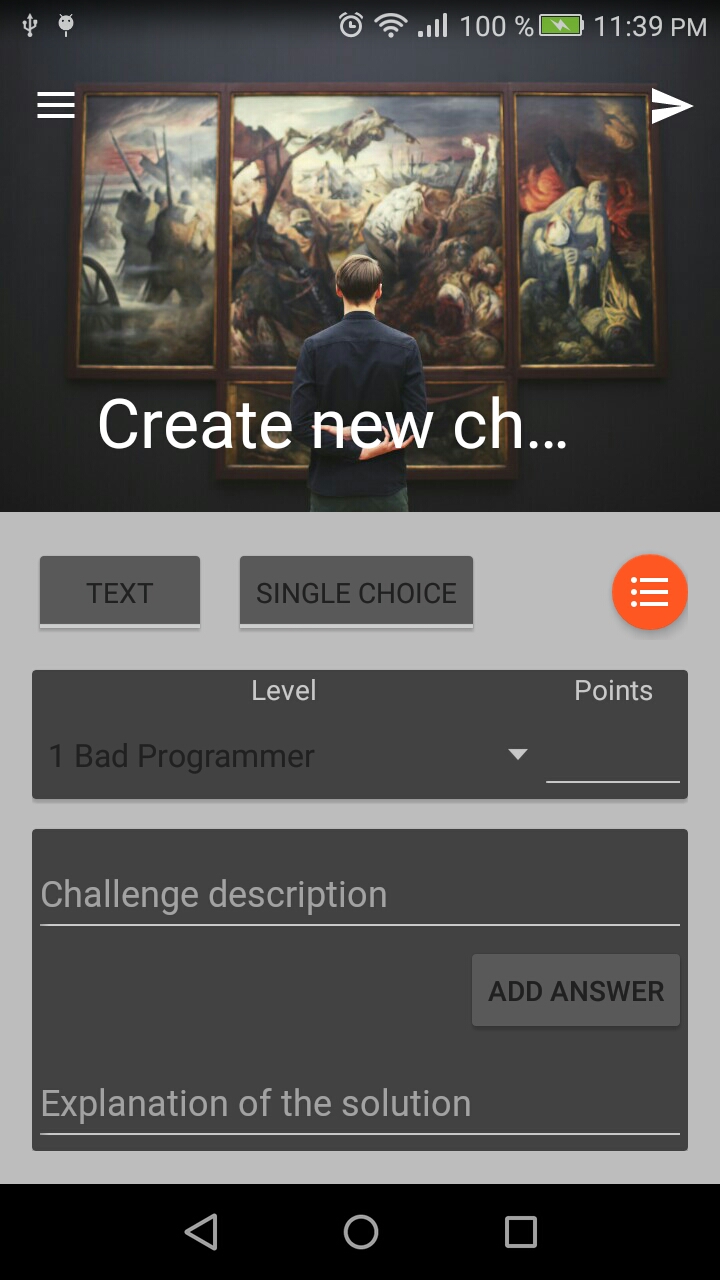 100 % 11:39 PM
Create new ch...
TEXT SINGLE CHOICE
Level Points
1 Bad Programmer
Challenge description
ADD ANSWER
Explanation of the solution